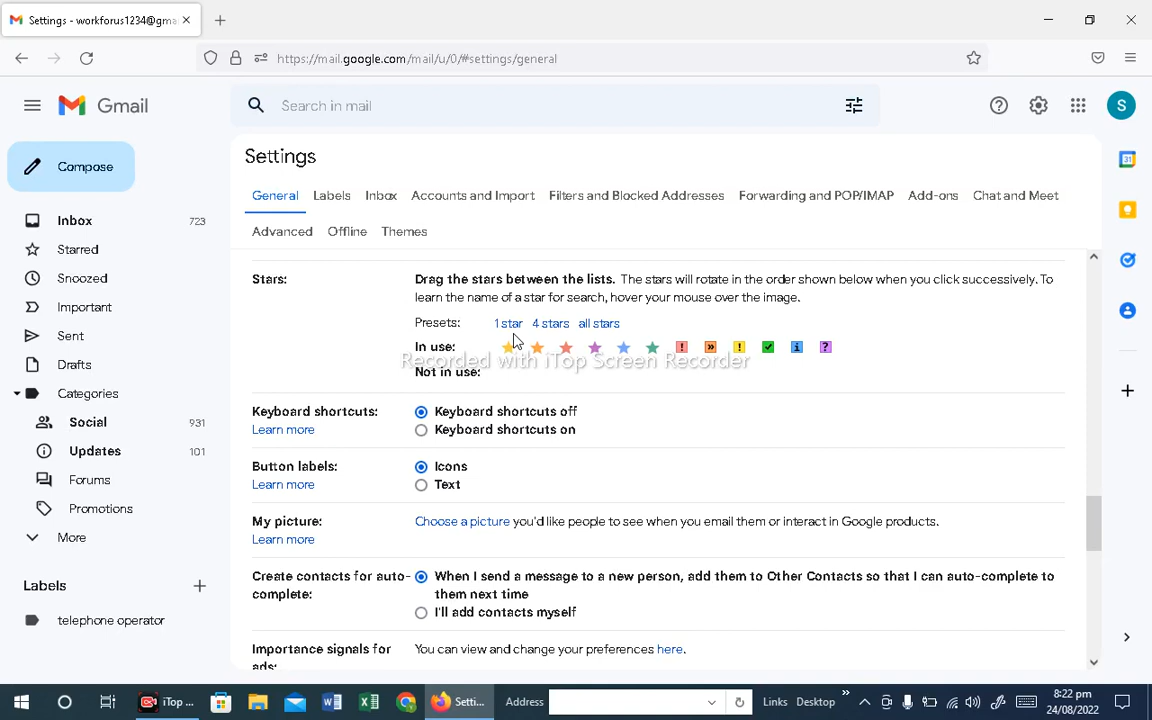 Settings - workforus1234@gma
https://mail.google.com/mail/u/0/#settings/general
Gmail
Search in mail
S
Compose
Inbox 723
Starred
Snoozed
Important
Sent
Drafts
Categories
Social 931
Updates 101
Forums
Promotions
More
Labels
telephone operator
Settings
General Labels Inbox Accounts and Import Filters and Blocked Addresses Forwarding and POP/IMAP Add-ons Chat and Meet
Advanced Offline Themes
Stars: Drag the stars between the lists. The stars will rotate in the order shown below when you click successively. To
learn the name of a star for search, hover your mouse over the image.
Presets: 1 star 4 stars all stars
In use:
Recorded with iTop Screen Recorder
Not in use:
Keyboard shortcuts: Keyboard shortcuts off
Learn more Keyboard shortcuts on
Button labels: Icons
Learn more Text
My picture: Choose a picture you'd like people to see when you email them or interact in Google products.
Learn more
Create contacts for auto- When I send a message to a new person, add them to Other Contacts so that I can auto-complete to
complete: them next time
I'll add contacts myself
Importance signals for You can view and change your preferences here.
ads:
31
iTop ... Setti... Address Links Desktop 8:22 pm
24/08/2022